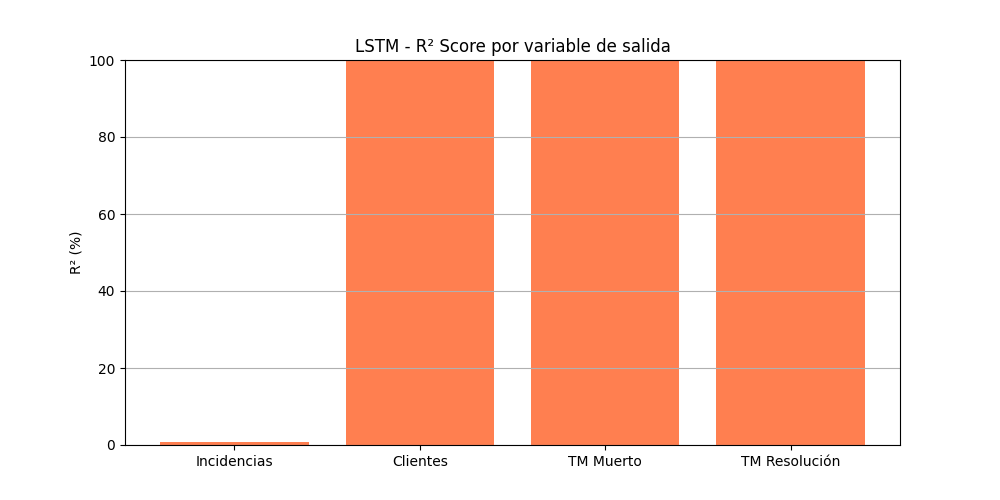 LSTM - R² Score por variable de salida
100
80
60
40
20
0
R² (%)
Incidencias
Clientes
TM Muerto
TM Resolución